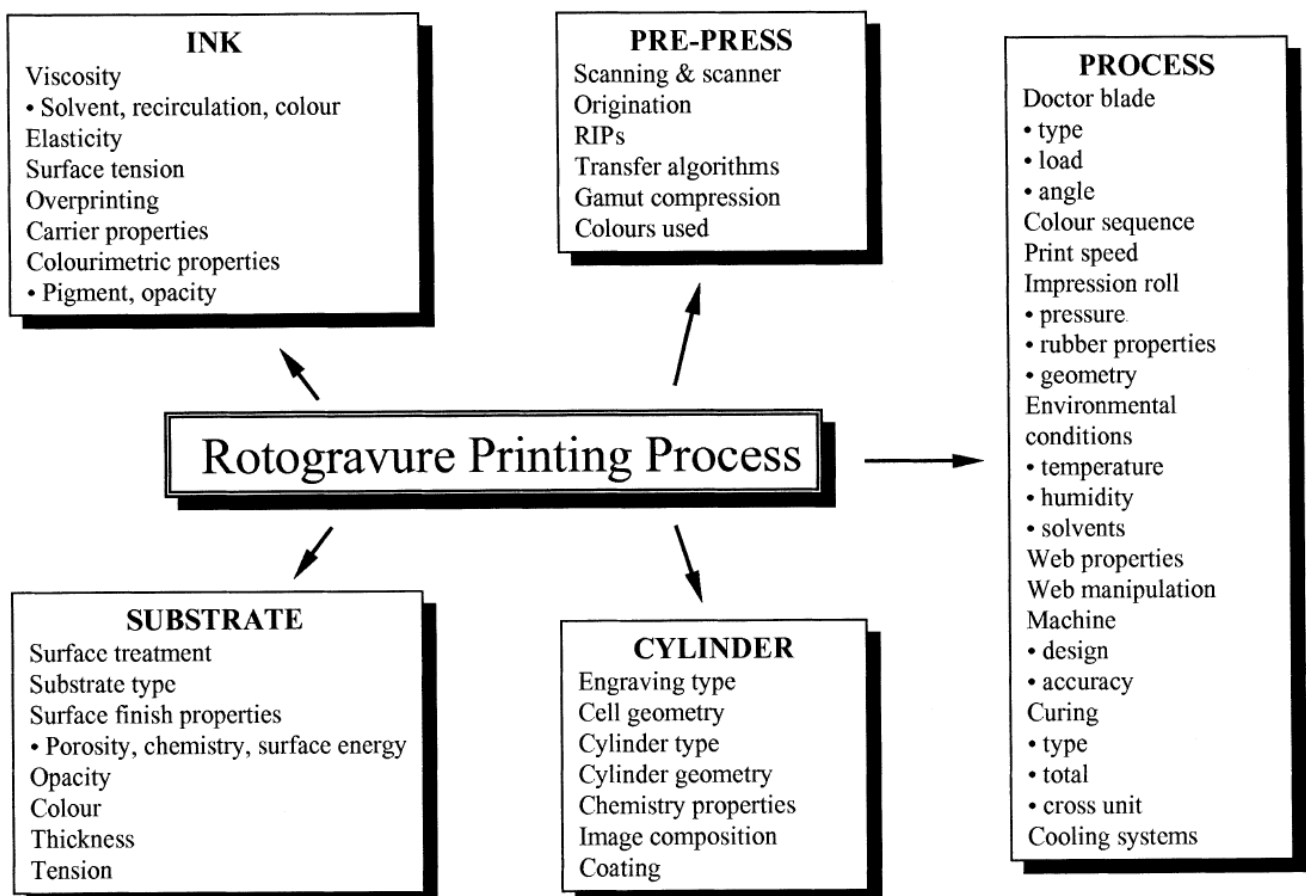 INK
Viscosity
• Solvent, recirculation, colour
Elasticity
Surface tension
Overprinting
Carrier properties
Colourimetric properties
• Pigment, opacity
PRE-PRESS
Scanning & scanner
Origination
RIPs
Transfer algorithms
Gamut compression
Colours used
PROCESS
Doctor blade
• type
• load
• angle
Colour sequence
Print speed
Impression roll
• pressure
• rubber properties
• geometry
Environmental
conditions
• temperature
• humidity
• solvents
Web properties
Web manipulation
Machine
• design
• accuracy
Curing
• type
• total
• cross unit
Cooling systems
Rotogravure Printing Process
SUBSTRATE
Surface treatment
Substrate type
Surface finish properties
• Porosity, chemistry, surface energy
Opacity
Colour
Thickness
Tension
CYLINDER
Engraving type
Cell geometry
Cylinder type
Cylinder geometry
Chemistry properties
Image composition
Coating